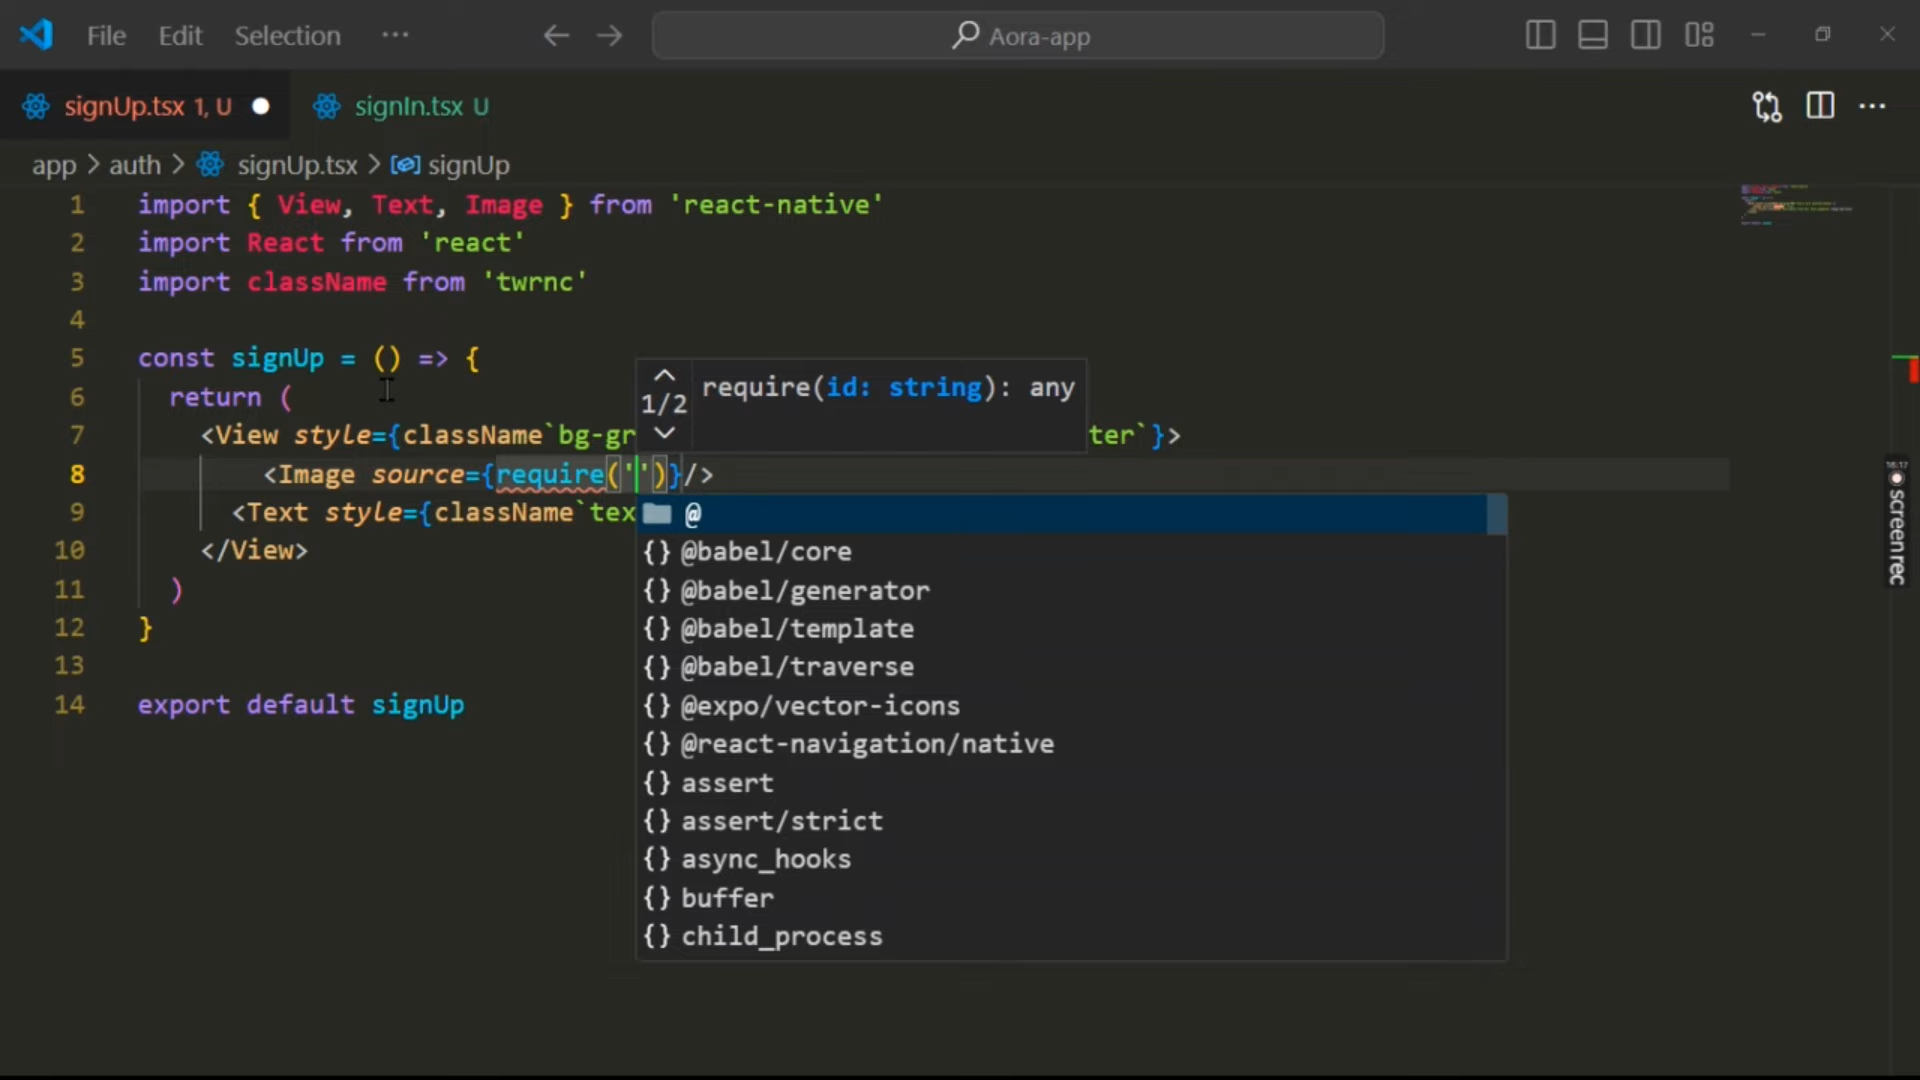 File Edit Selection ··· Aora-app
signUp.tsx 1, U signIn.tsx U
app > auth > signUp.tsx > signUp
1 import { View, Text, Image } from 'react-native'
2 import React from 'react'
3 import className from 'twrnc'
4
5 const signUp = () => {
6 return (
7 <View style={className`bg-gr ter`}>
8 <Image source={require('')}/>
9 <Text style={className`tex
10 </View>
11 )
12 }
13
14 export default signUp
1/2 require(id: string): any
@
{} @babel/core
{} @babel/generator
{} @babel/template
{} @babel/traverse
{} @expo/vector-icons
{} @react-navigation/native
{} assert
{} assert/strict
{} async_hooks
{} buffer
{} child_process
screenrec